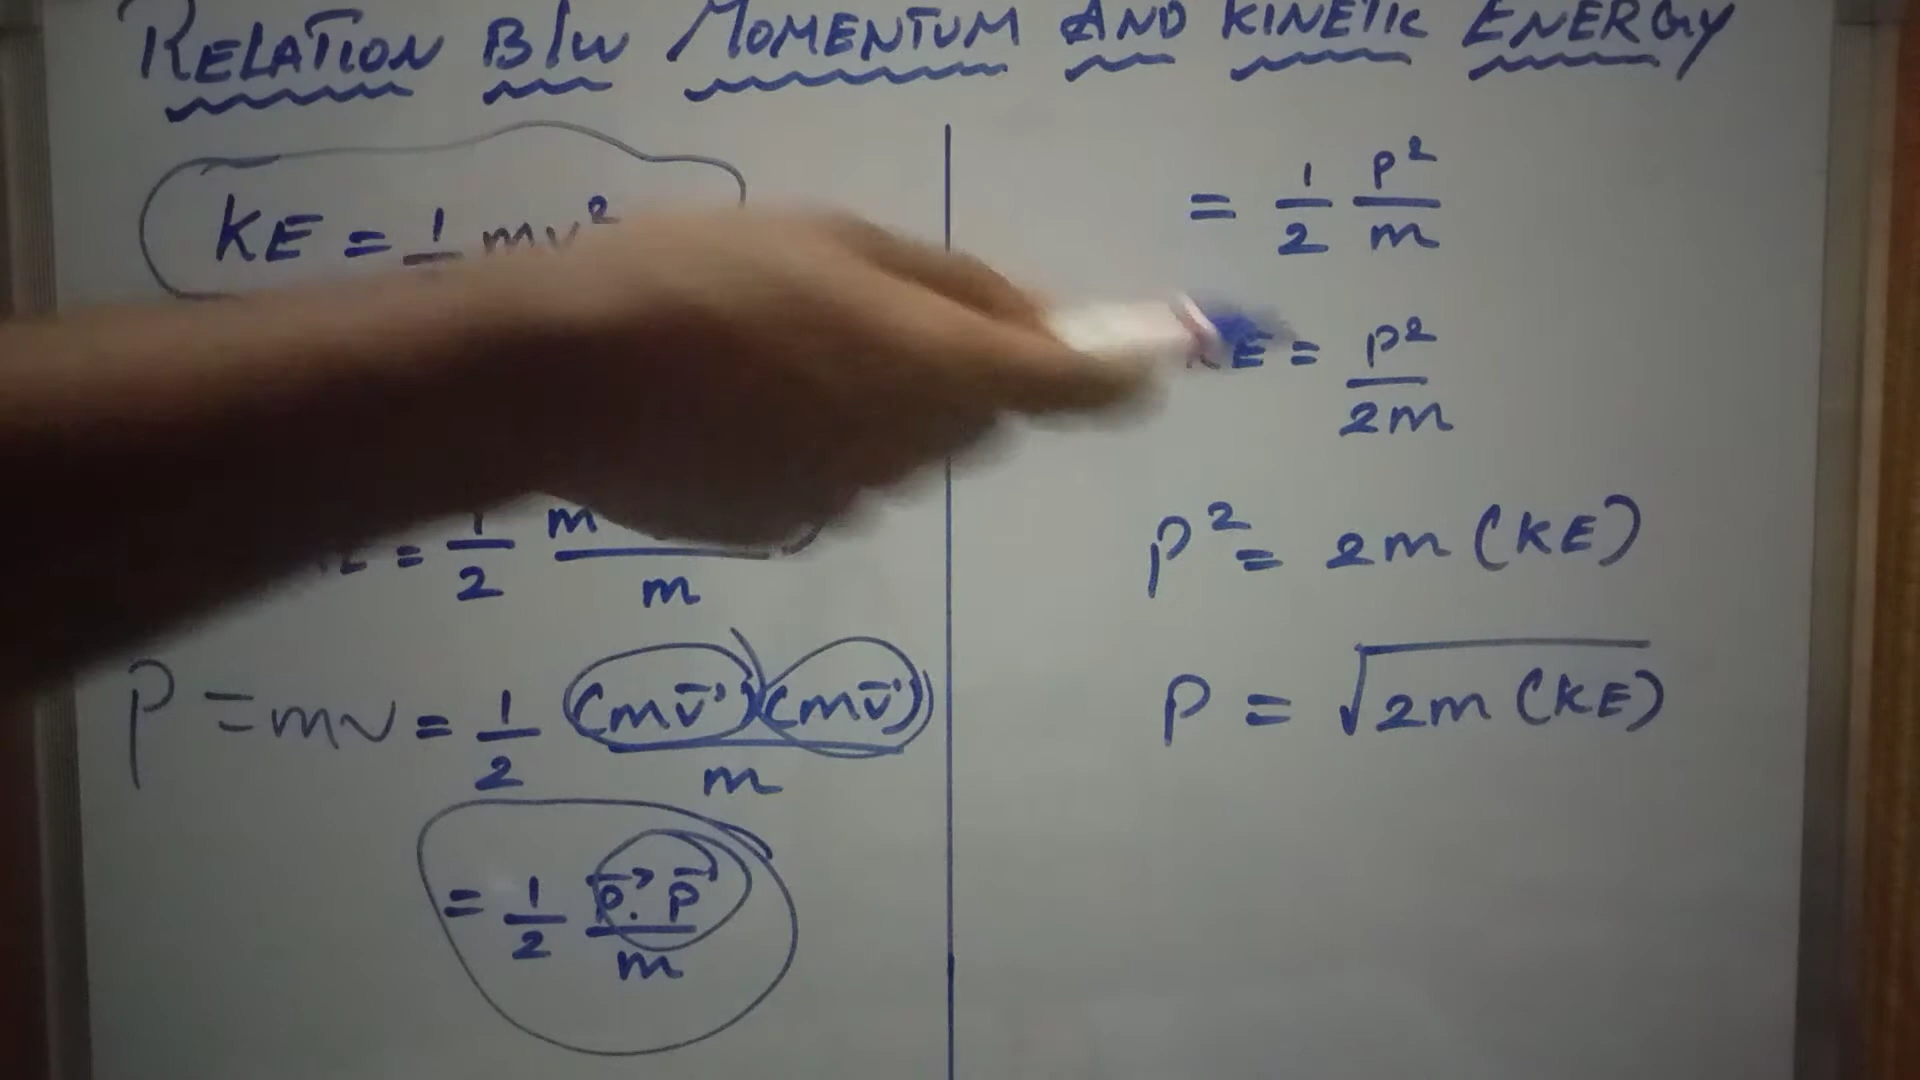 RELATION B/W MOMENTUM AND KINETIC ENERGY
KE = 1/2 mv²
= 1/2 m / m
P = mv = 1/2 (mv⃗)(mv⃗) / m
= 1/2 p⃗ . p⃗ / m
= 1/2 P²/m
KE = P²/2m
P² = 2m (KE)
P = √2m (KE)